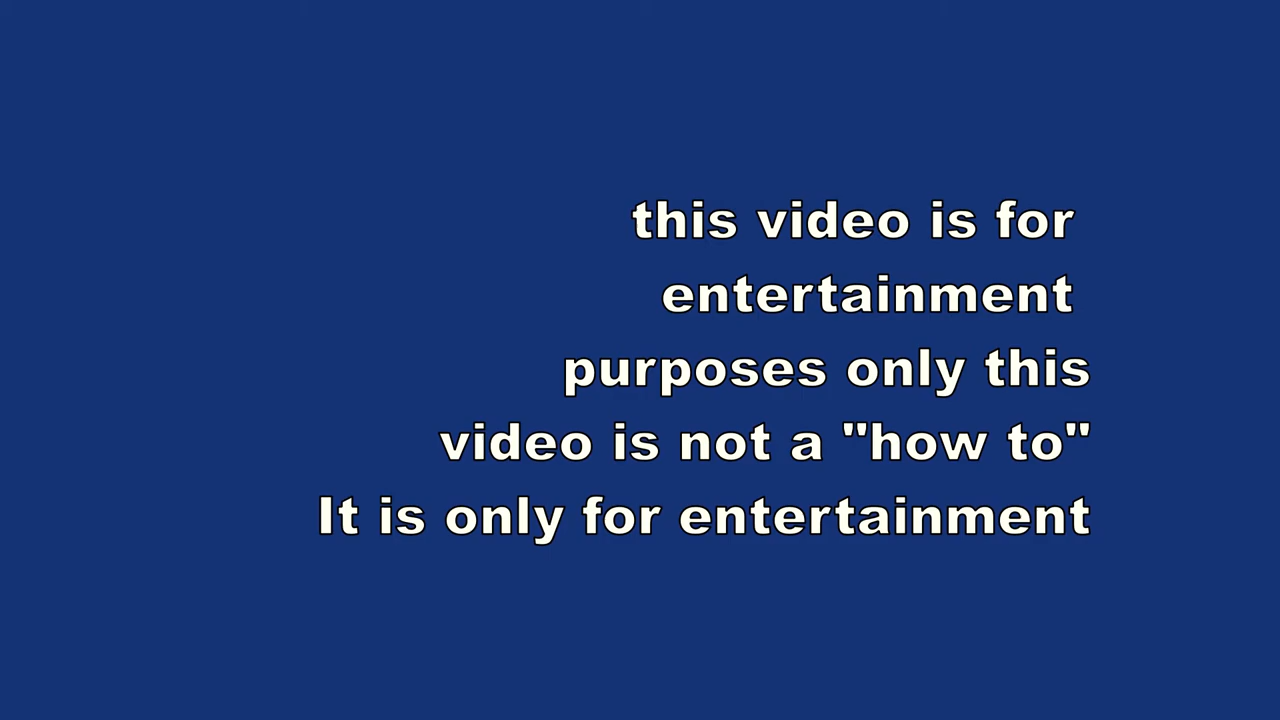 this video is for
entertainment
purposes only this
video is not a "how to"
It is only for entertainment